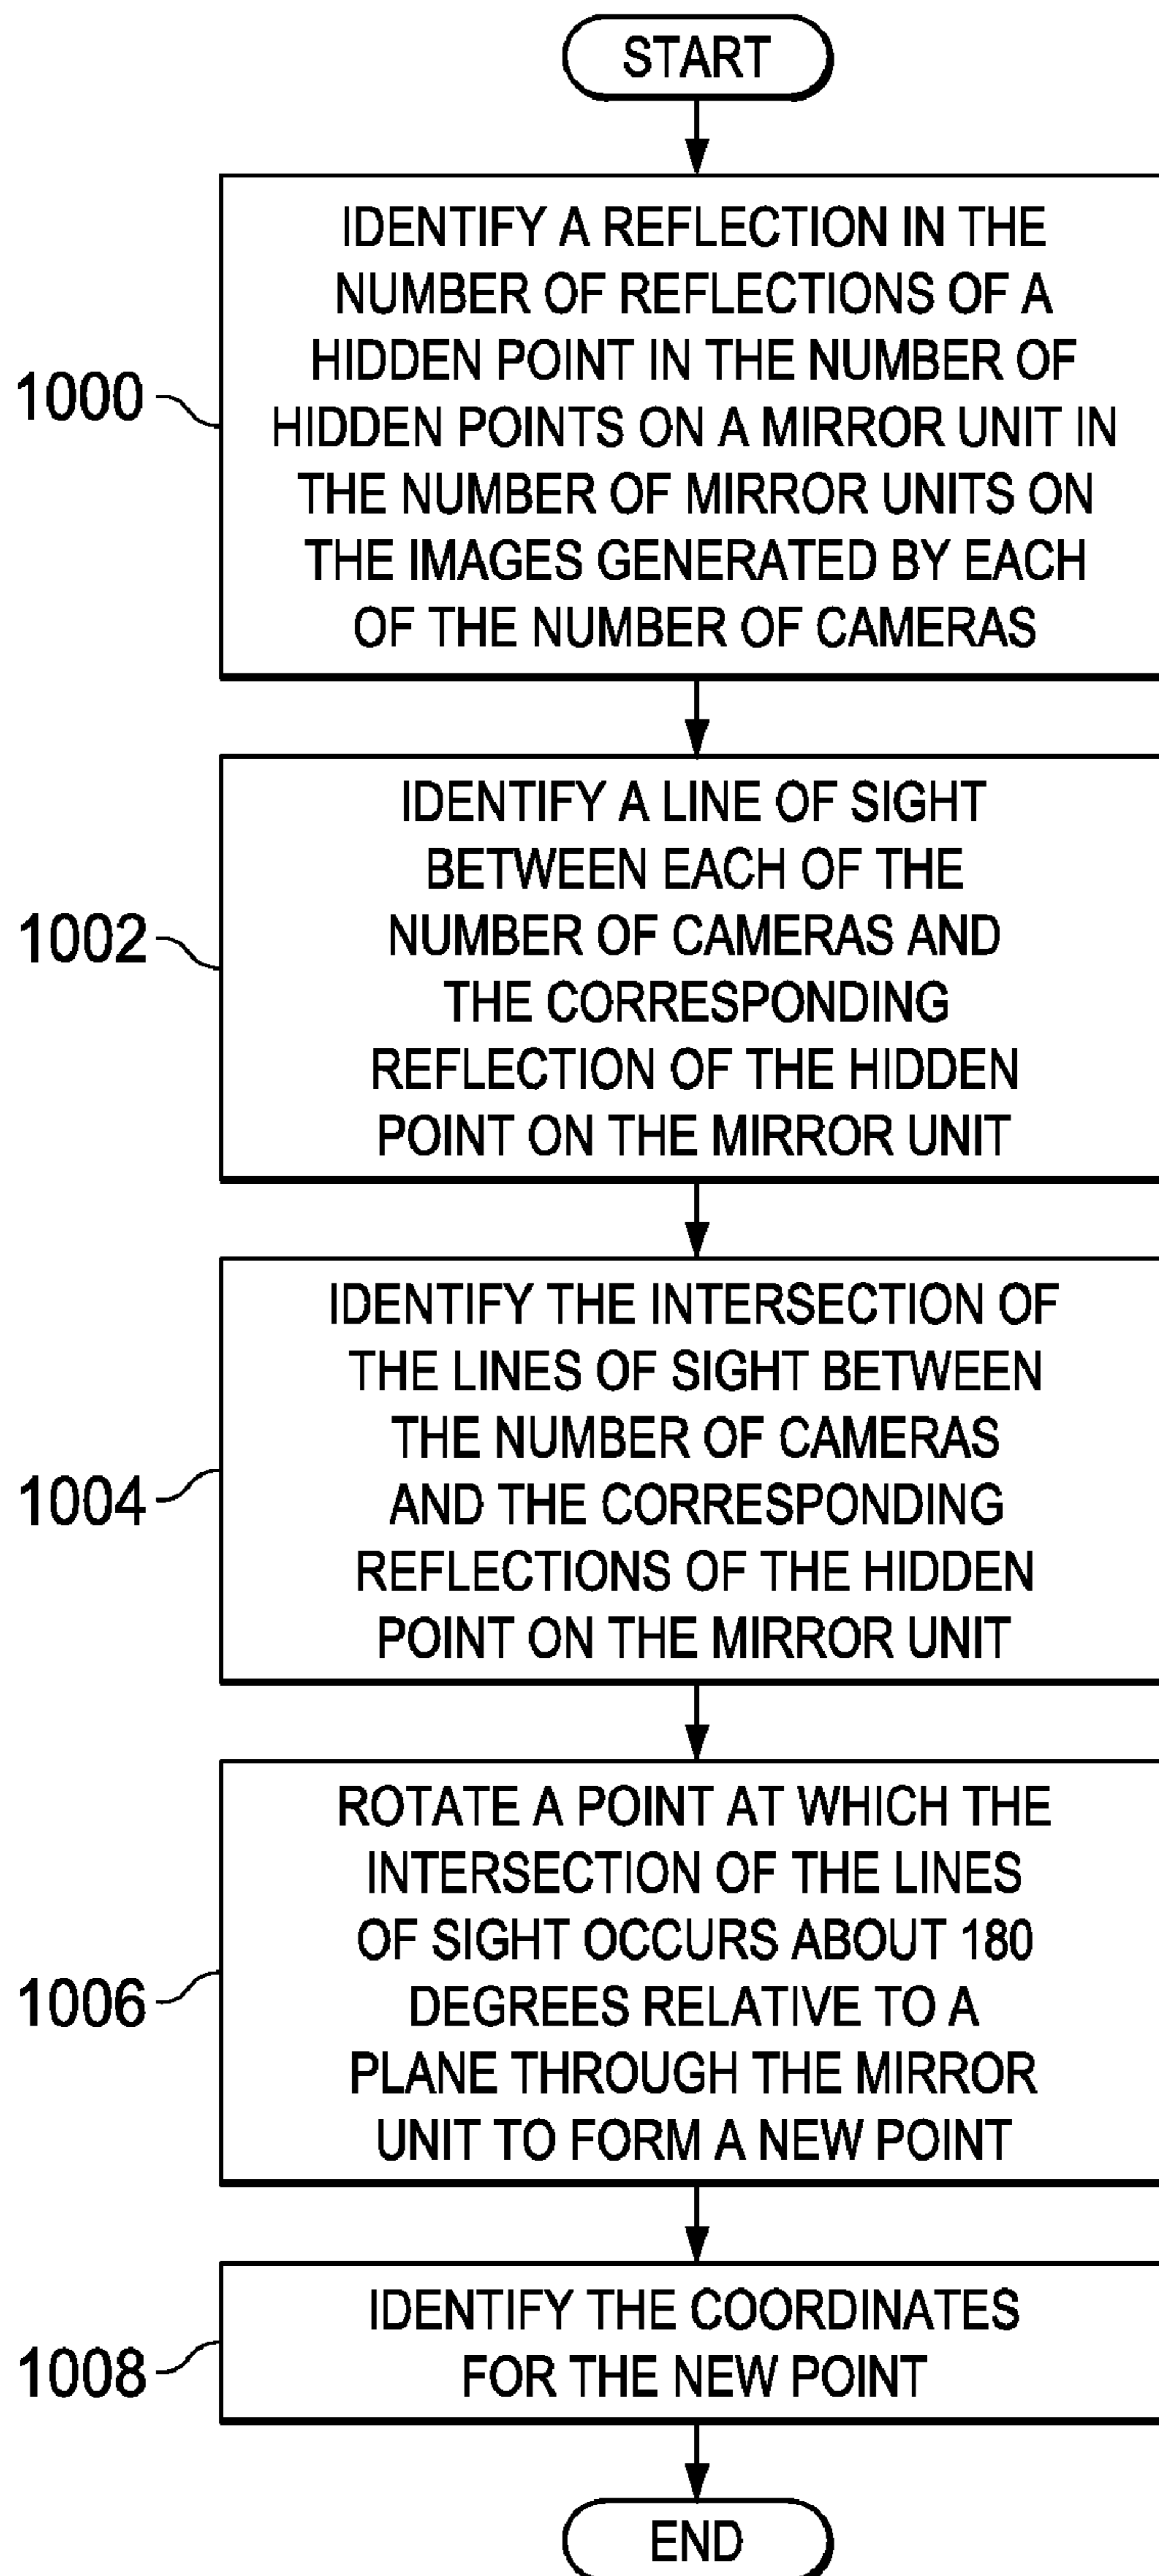 START
1000
IDENTIFY A REFLECTION IN THE
NUMBER OF REFLECTIONS OF A
HIDDEN POINT IN THE NUMBER OF
HIDDEN POINTS ON A MIRROR UNIT IN
THE NUMBER OF MIRROR UNITS ON
THE IMAGES GENERATED BY EACH
OF THE NUMBER OF CAMERAS
1002
IDENTIFY A LINE OF SIGHT
BETWEEN EACH OF THE
NUMBER OF CAMERAS AND
THE CORRESPONDING
REFLECTION OF THE HIDDEN
POINT ON THE MIRROR UNIT
1004
IDENTIFY THE INTERSECTION OF
THE LINES OF SIGHT BETWEEN
THE NUMBER OF CAMERAS
AND THE CORRESPONDING
REFLECTIONS OF THE HIDDEN
POINT ON THE MIRROR UNIT
1006
ROTATE A POINT AT WHICH THE
INTERSECTION OF THE LINES
OF SIGHT OCCURS ABOUT 180
DEGREES RELATIVE TO A
PLANE THROUGH THE MIRROR
UNIT TO FORM A NEW POINT
1008
IDENTIFY THE COORDINATES
FOR THE NEW POINT
END